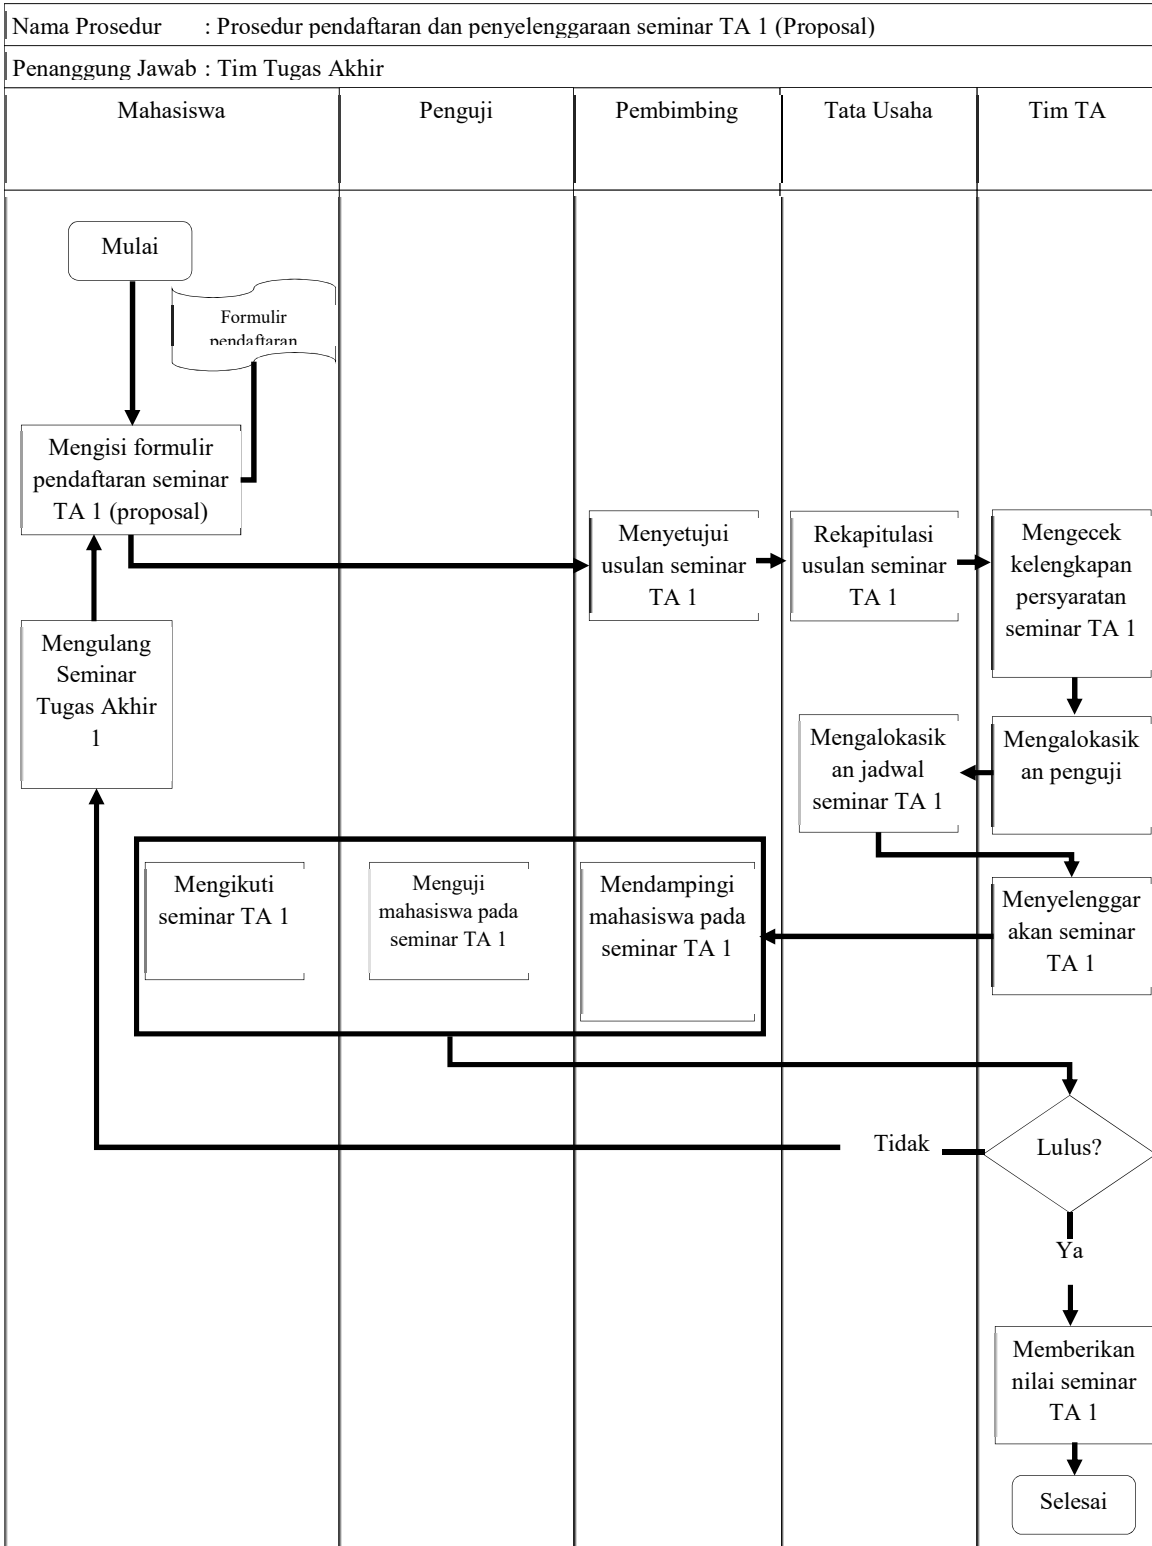 Nama Prosedur : Prosedur pendaftaran dan penyelenggaraan seminar TA 1 (Proposal)
Penanggung Jawab : Tim Tugas Akhir
Mahasiswa
Penguji
Pembimbing
Tata Usaha
Tim TA
Mulai
Formulir
pendaftaran
Mengisi formulir
pendaftaran seminar
TA 1 (proposal)
Menyetujui
usulan seminar
TA 1
Rekapitulasi
usulan seminar
TA 1
Mengecek
kelengkapan
persyaratan
seminar TA 1
Mengulang
Seminar
Tugas Akhir
1
Mengalokasik
an jadwal
seminar TA 1
Mengalokasik
an penguji
Mengikuti
seminar TA 1
Menguji
mahasiswa pada
seminar TA 1
Mendampingi
mahasiswa pada
seminar TA 1
Menyelenggar
akan seminar
TA 1
Tidak
Lulus?
Ya
Memberikan
nilai seminar
TA 1
Selesai